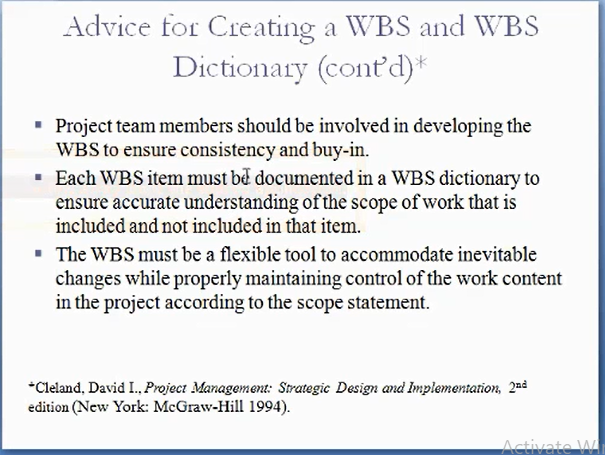 Advice for Creating a WBS and WBS
Dictionary (cont'd)*
▪ Project team members should be involved in developing the
WBS to ensure consistency and buy-in.
▪ Each WBS item must be documented in a WBS dictionary to
ensure accurate understanding of the scope of work that is
included and not included in that item.
▪ The WBS must be a flexible tool to accommodate inevitable
changes while properly maintaining control of the work content
in the project according to the scope statement.
*Cleland, David I., Project Management: Strategic Design and Implementation, 2nd
edition (New York: McGraw-Hill 1994).
Activate Wi